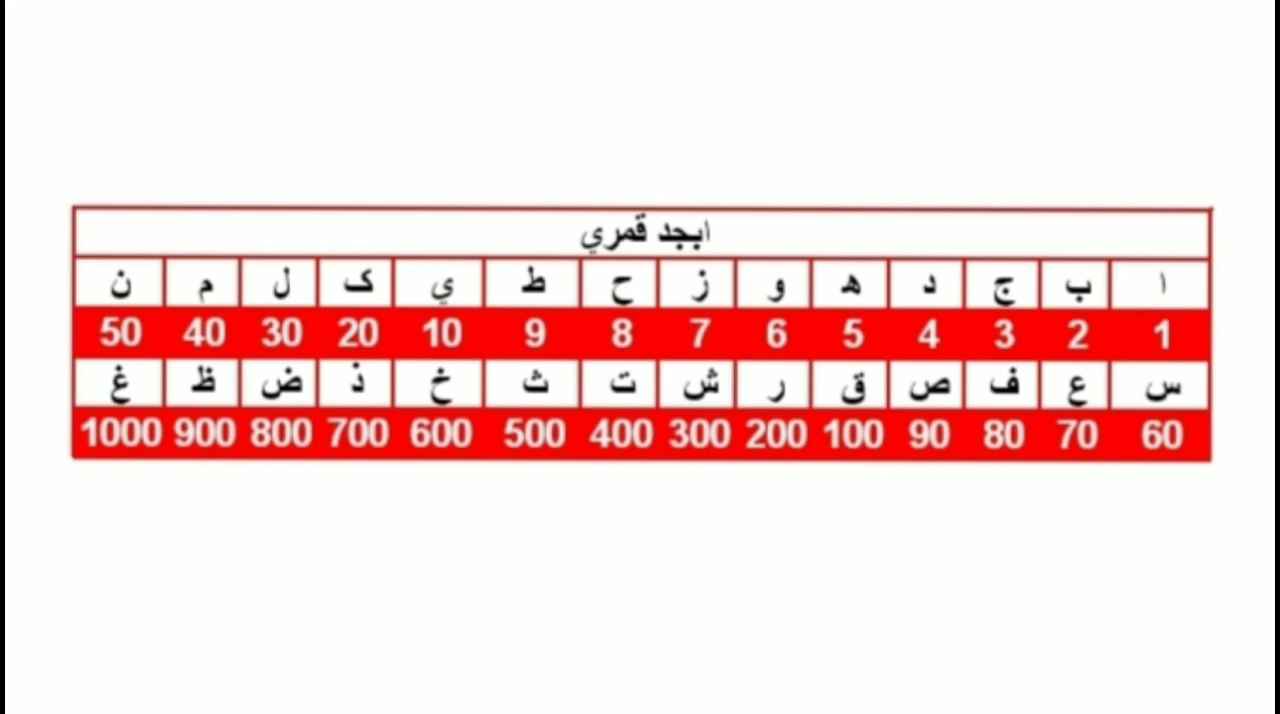 ابجد قمري
ا ب ج د ه و ز ح ط ي ک ل م ن
1 2 3 4 5 6 7 8 9 10 20 30 40 50
س ع ف ص ق ر ش ت ث خ ذ ض ظ غ
60 70 80 90 100 200 300 400 500 600 700 800 900 1000